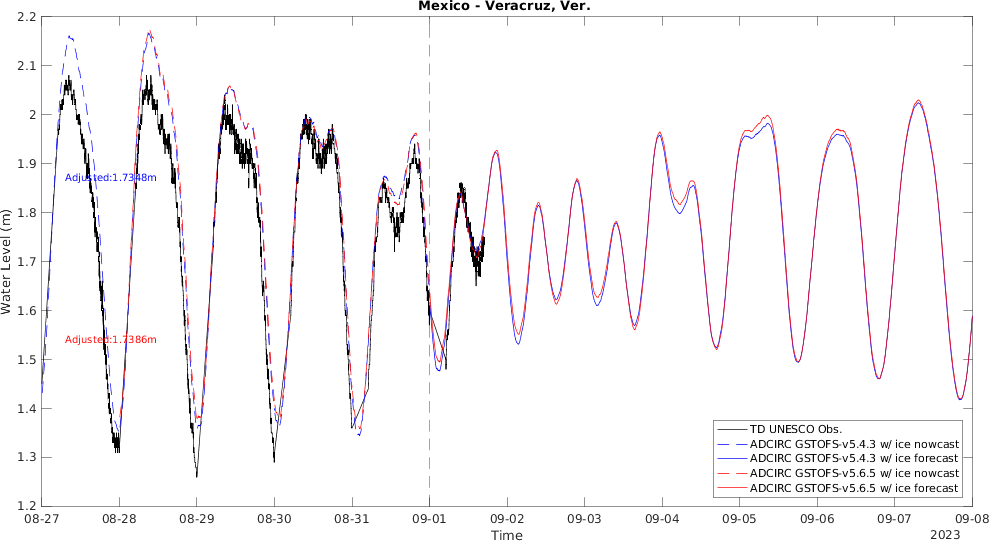 Mexico - Veracruz, Ver.
2.2
2.1
2
1.9
1.8
1.7
1.6
1.5
1.4
1.3
1.2
Water Level (m)
Adjusted:1.7348m
Adjusted:1.7386m
TD UNESCO Obs.
ADCIRC GSTOFS-v5.4.3 w/ ice nowcast
ADCIRC GSTOFS-v5.4.3 w/ ice forecast
ADCIRC GSTOFS-v5.6.5 w/ ice nowcast
ADCIRC GSTOFS-v5.6.5 w/ ice forecast
08-27 08-28 08-29 08-30 08-31 09-01 09-02 09-03 09-04 09-05 09-06 09-07 09-08
Time
2023